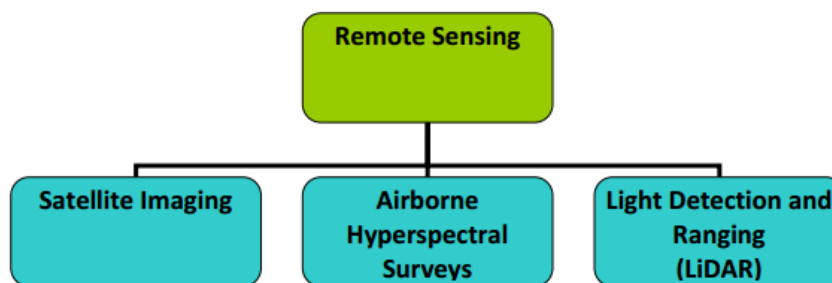 Remote Sensing
Satellite Imaging
Airborne
Hyperspectral
Surveys
Light Detection and
Ranging
(LiDAR)